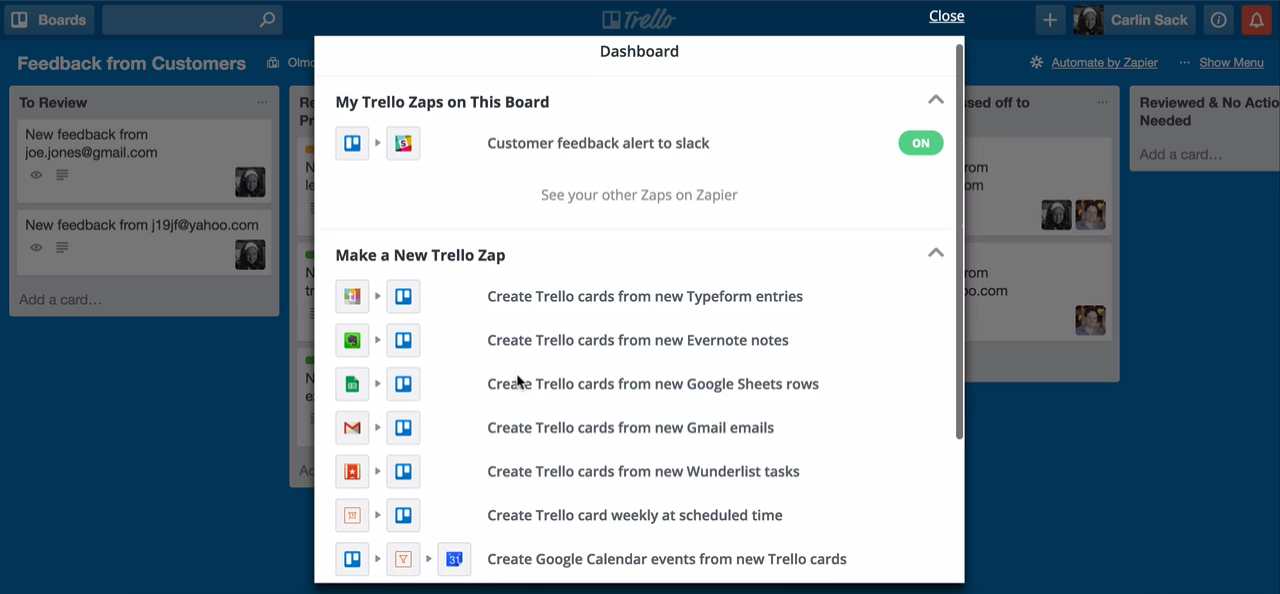 Boards
Trello
Close
Carlin Sack
Feedback from Customers
Automate by Zapier
... Show Menu
To Review
...
New feedback from
joe.jones@gmail.com
New feedback from j19jf@yahoo.com
Add a card...
Dashboard
My Trello Zaps on This Board
Customer feedback alert to slack
ON
See your other Zaps on Zapier
Make a New Trello Zap
Create Trello cards from new Typeform entries
Create Trello cards from new Evernote notes
Create Trello cards from new Google Sheets rows
Create Trello cards from new Gmail emails
Create Trello cards from new Wunderlist tasks
Create Trello card weekly at scheduled time
31
Create Google Calendar events from new Trello cards
...
Reviewed & No Actio
Needed
Add a card...